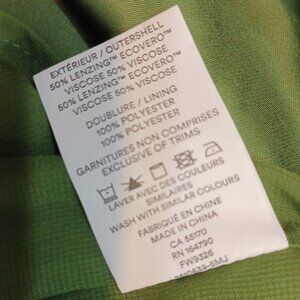 EXTÉRIEUR / OUTERSHELL
50% LENZING™ ECOVERO™
VISCOSE 50% VISCOSE
50% LENZING™ ECOVERO™
VISCOSE 50% VISCOSE
DOUBLURE / LINING
100% POLYESTER
100% POLYESTER
GARNITURES NON COMPRISES
EXCLUSIVE OF TRIMS
LAVER AVEC DES COULEURS
SIMILAIRES
WASH WITH SIMILAR COLOURS
FABRIQUÉ EN CHINE
MADE IN CHINA
CA 55170
RN 164790
FW9326